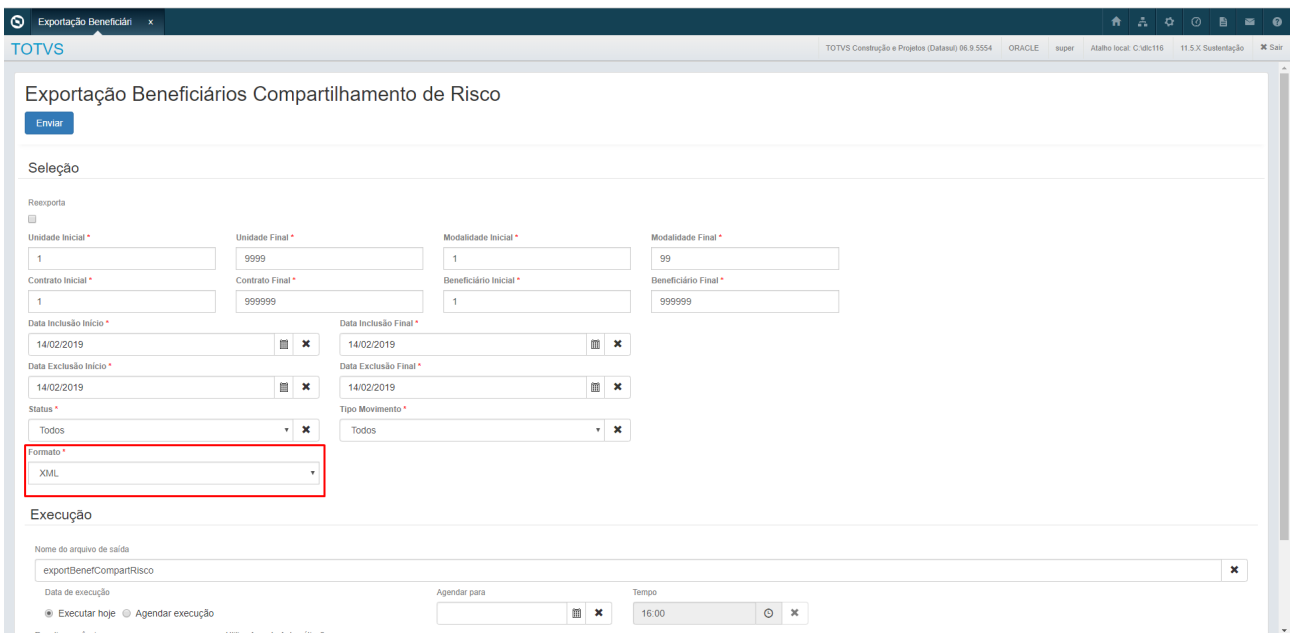 Exportação Beneficiári x
TOTVS TOTVS Construção e Projetos (Datasul) 06.9.5554 ORACLE super Atalho local: C:\dlc116 11.5.X Sustentação Sair
Exportação Beneficiários Compartilhamento de Risco
Enviar
Seleção
Reexporta
Unidade Inicial * Unidade Final * Modalidade Inicial * Modalidade Final *
1 9999 1 99
Contrato Inicial * Contrato Final * Beneficiário Inicial * Beneficiário Final *
1 999999 1 999999
Data Inclusão Início * Data Inclusão Final *
14/02/2019 14/02/2019
Data Exclusão Início * Data Exclusão Final *
14/02/2019 14/02/2019
Status * Tipo Movimento *
Todos Todos
Formato *
XML
Execução
Nome do arquivo de saída
exportBenefCompartRisco
Data de execução Agendar para Tempo
Executar hoje Agendar execução 16:00